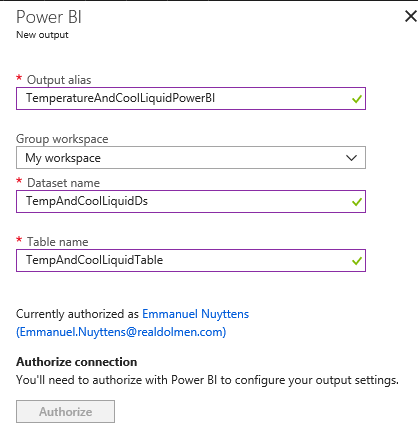 Power BI
New output
* Output alias
TemperatureAndCoolLiquidPowerBI
Group workspace
My workspace
* Dataset name
TempAndCoolLiquidDs
* Table name
TempAndCoolLiquidTable
Currently authorized as Emmanuel Nuyttens
(Emmanuel.Nuyttens@realdolmen.com)
Authorize connection
You'll need to authorize with Power BI to configure your output settings.
Authorize